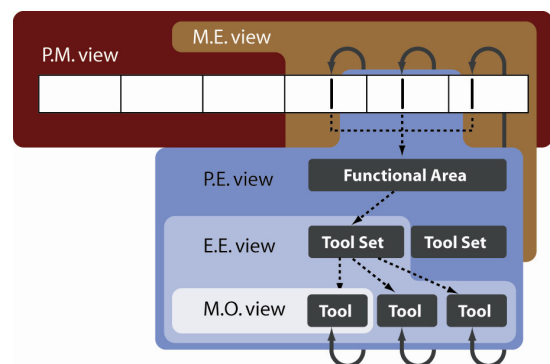 M.E. view
P.M. view
P.E. view
Functional Area
E.E. view
Tool Set
Tool Set
M.O. view
Tool
Tool
Tool